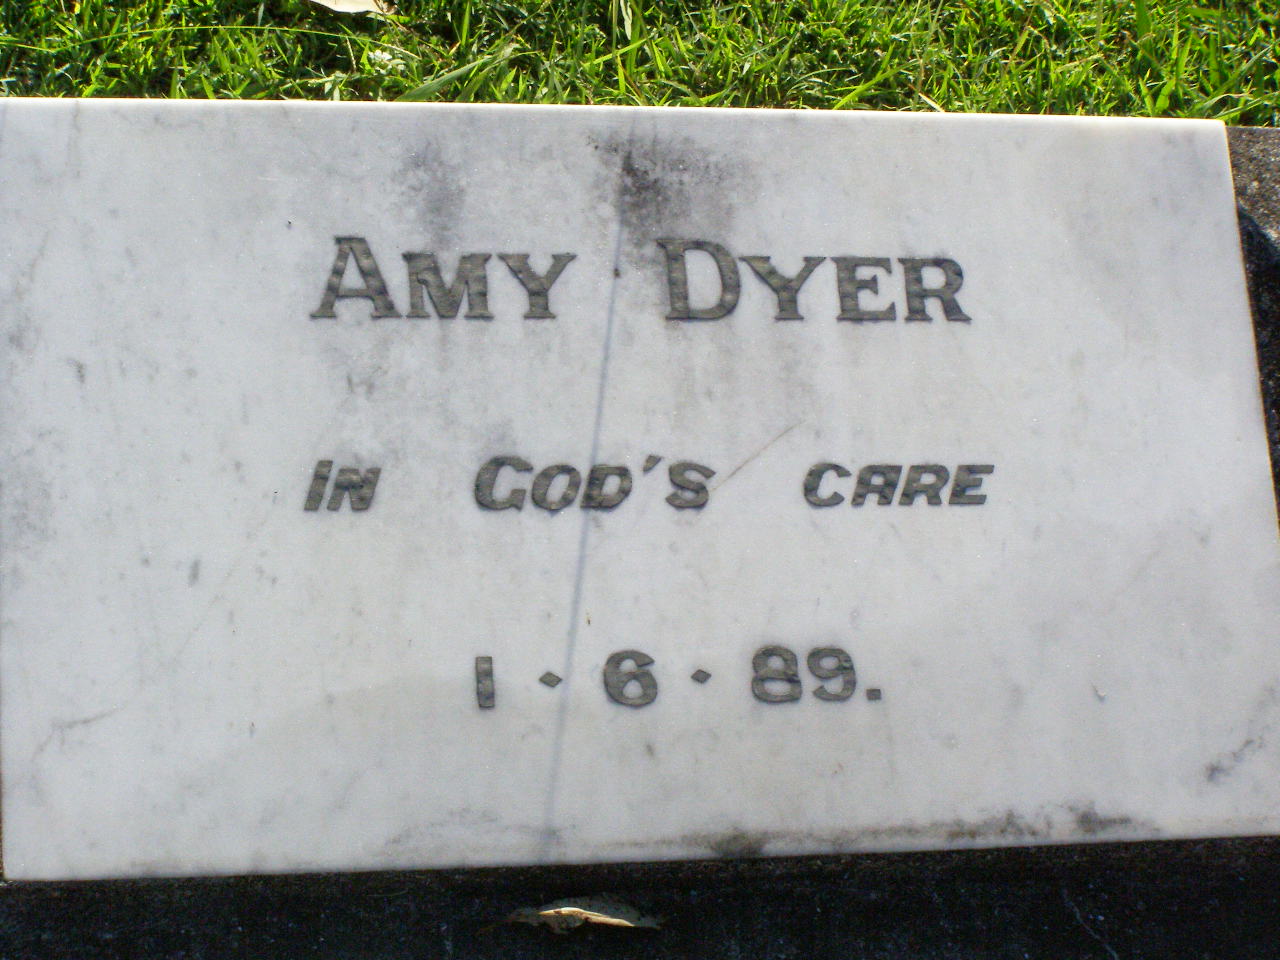 AMY DYER
IN GOD'S CARE
1·6·89.